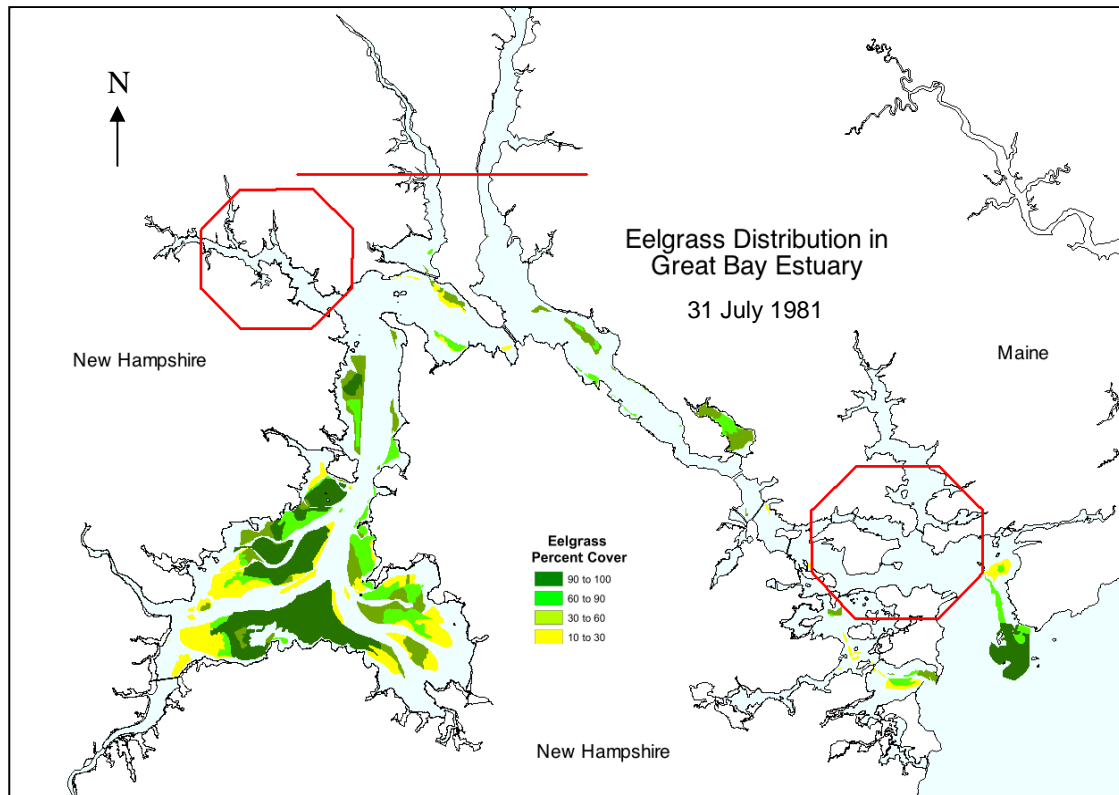 N
Eelgrass Distribution in
Great Bay Estuary
31 July 1981
New Hampshire
Maine
Eelgrass
Percent Cover
90 to 100
60 to 90
30 to 60
10 to 30
New Hampshire